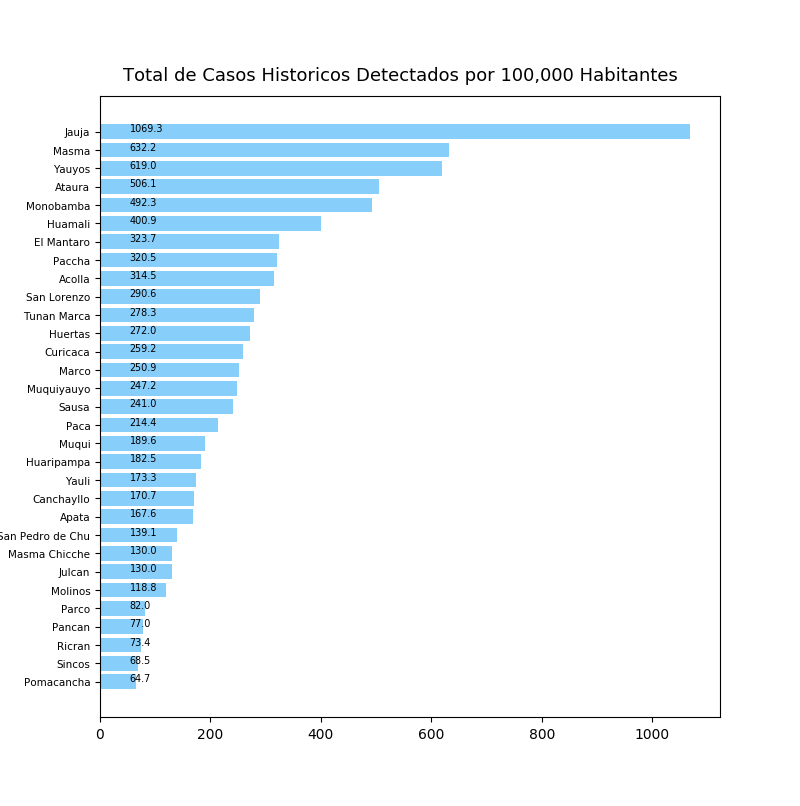 Total de Casos Historicos Detectados por 100,000 Habitantes
Jauja 1069.3
Masma 632.2
Yauyos 619.0
Ataura 506.1
Monobamba 492.3
Huamali 400.9
El Mantaro 323.7
Paccha 320.5
Acolla 314.5
San Lorenzo 290.6
Tunan Marca 278.3
Huertas 272.0
Curicaca 259.2
Marco 250.9
Muquiyauyo 247.2
Sausa 241.0
Paca 214.4
Muqui 189.6
Huaripampa 182.5
Yauli 173.3
Canchayllo 170.7
Apata 167.6
San Pedro de Chu 139.1
Masma Chicche 130.0
Julcan 130.0
Molinos 118.8
Parco 82.0
Pancan 77.0
Ricran 73.4
Sincos 68.5
Pomacancha 64.7
0 200 400 600 800 1000